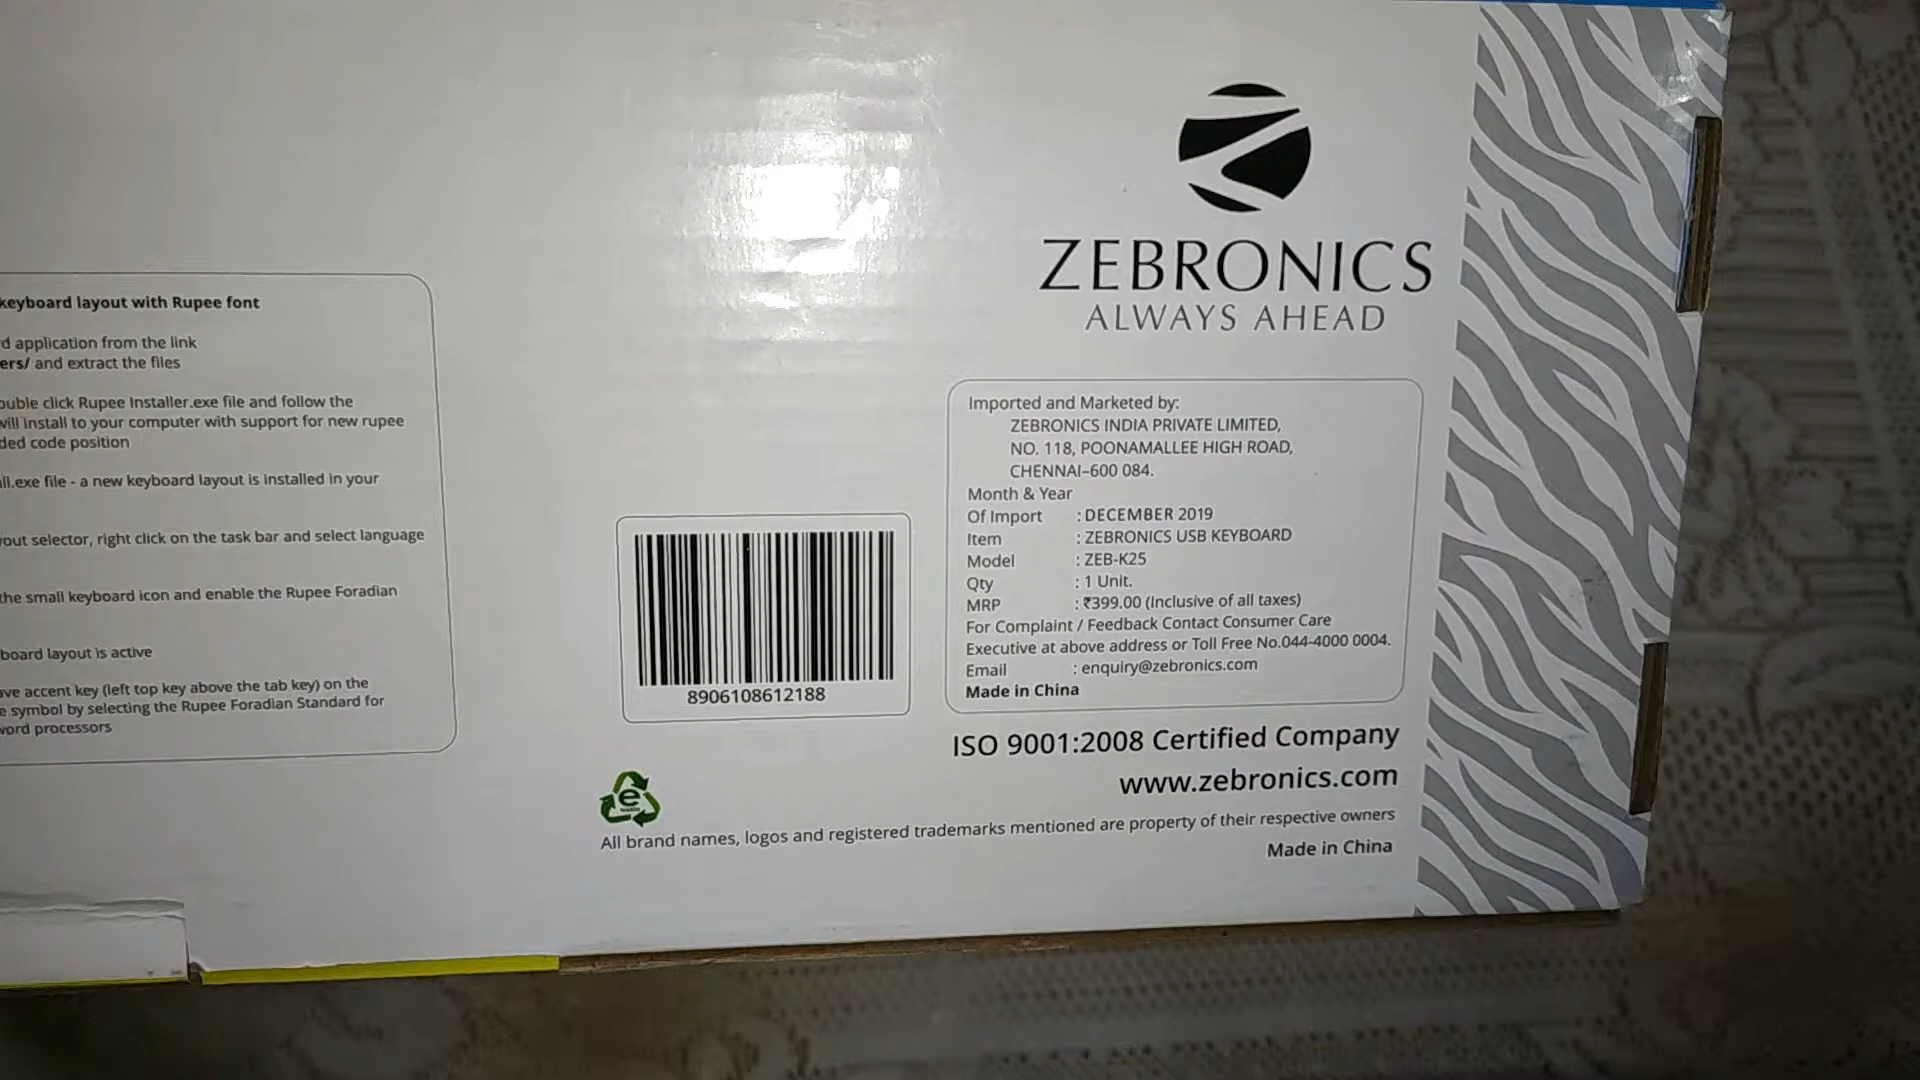 keyboard layout with Rupee font
d application from the link
ers/ and extract the files
ouble click Rupee Installer.exe file and follow the
will install to your computer with support for new rupee
ded code position
ll.exe file - a new keyboard layout is installed in your
yout selector, right click on the task bar and select language
the small keyboard icon and enable the Rupee Foradian
board layout is active
ave accent key (left top key above the tab key) on the
e symbol by selecting the Rupee Foradian Standard for
word processors
8906108612188
ZEBRONICS
ALWAYS AHEAD
Imported and Marketed by:
ZEBRONICS INDIA PRIVATE LIMITED,
NO. 118, POONAMALLEE HIGH ROAD,
CHENNAI-600 084.
Month & Year
Of Import : DECEMBER 2019
Item : ZEBRONICS USB KEYBOARD
Model : ZEB-K25
Qty : 1 Unit.
MRP : ₹399.00 (Inclusive of all taxes)
For Complaint / Feedback Contact Consumer Care
Executive at above address or Toll Free No.044-4000 0004.
Email : enquiry@zebronics.com
Made in China
ISO 9001:2008 Certified Company
www.zebronics.com
e
All brand names, logos and registered trademarks mentioned are property of their respective owners
Made in China